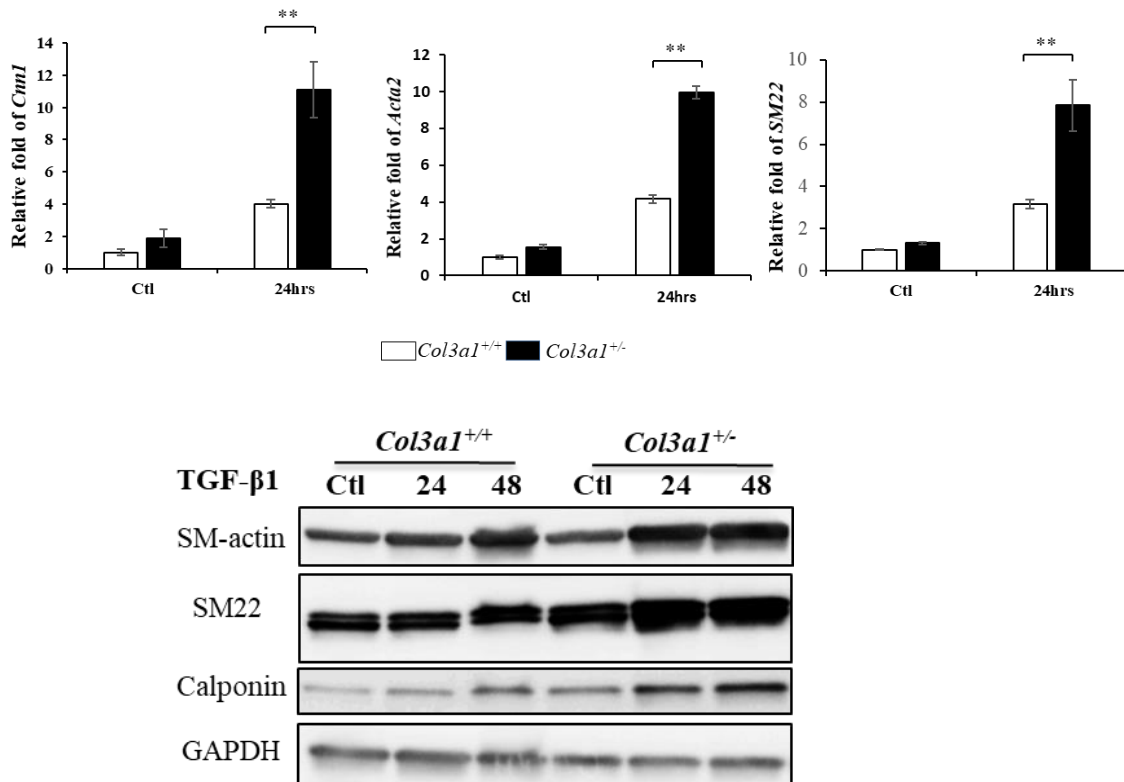 Relative fold of Cnn1
14
12
10
8
6
4
2
0
**
Ctl 24hrs
Relative fold of Acta2
12
10
8
6
4
2
0
**
Ctl 24hrs
Relative fold of SM22
10
8
6
4
2
0
**
Ctl 24hrs
Col3a1+/+ Col3a1+/-
Col3a1+/+ Col3a1+/-
TGF-β1 Ctl 24 48 Ctl 24 48
SM-actin
SM22
Calponin
GAPDH